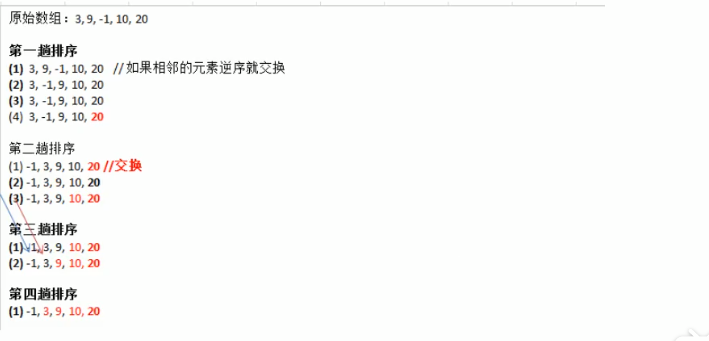 原始数组：3, 9, -1, 10, 20
第一趟排序
(1) 3, 9, -1, 10, 20 //如果相邻的元素逆序就交换
(2) 3, -1, 9, 10, 20
(3) 3, -1, 9, 10, 20
(4) 3, -1, 9, 10, 20
第二趟排序
(1) -1, 3, 9, 10, 20 //交换
(2) -1, 3, 9, 10, 20
(3) -1, 3, 9, 10, 20
第三趟排序
(1) -1, 3, 9, 10, 20
(2) -1, 3, 9, 10, 20
第四趟排序
(1) -1, 3, 9, 10, 20